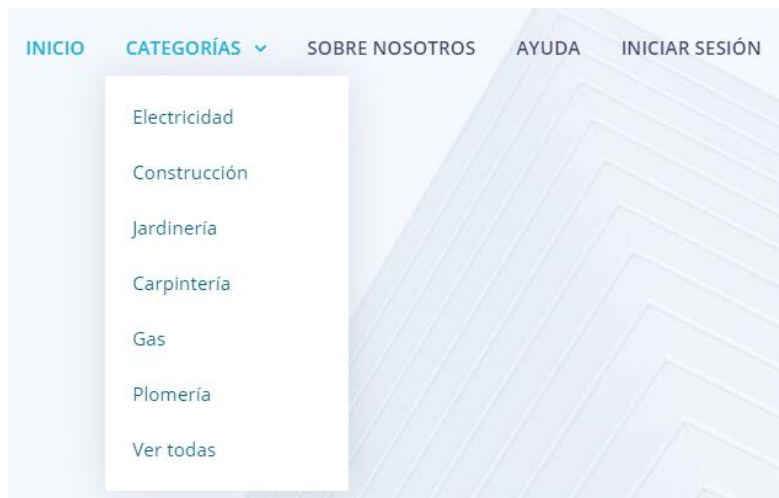 INICIO CATEGORÍAS SOBRE NOSOTROS AYUDA INICIAR SESIÓN
Electricidad
Construcción
Jardinería
Carpintería
Gas
Plomería
Ver todas